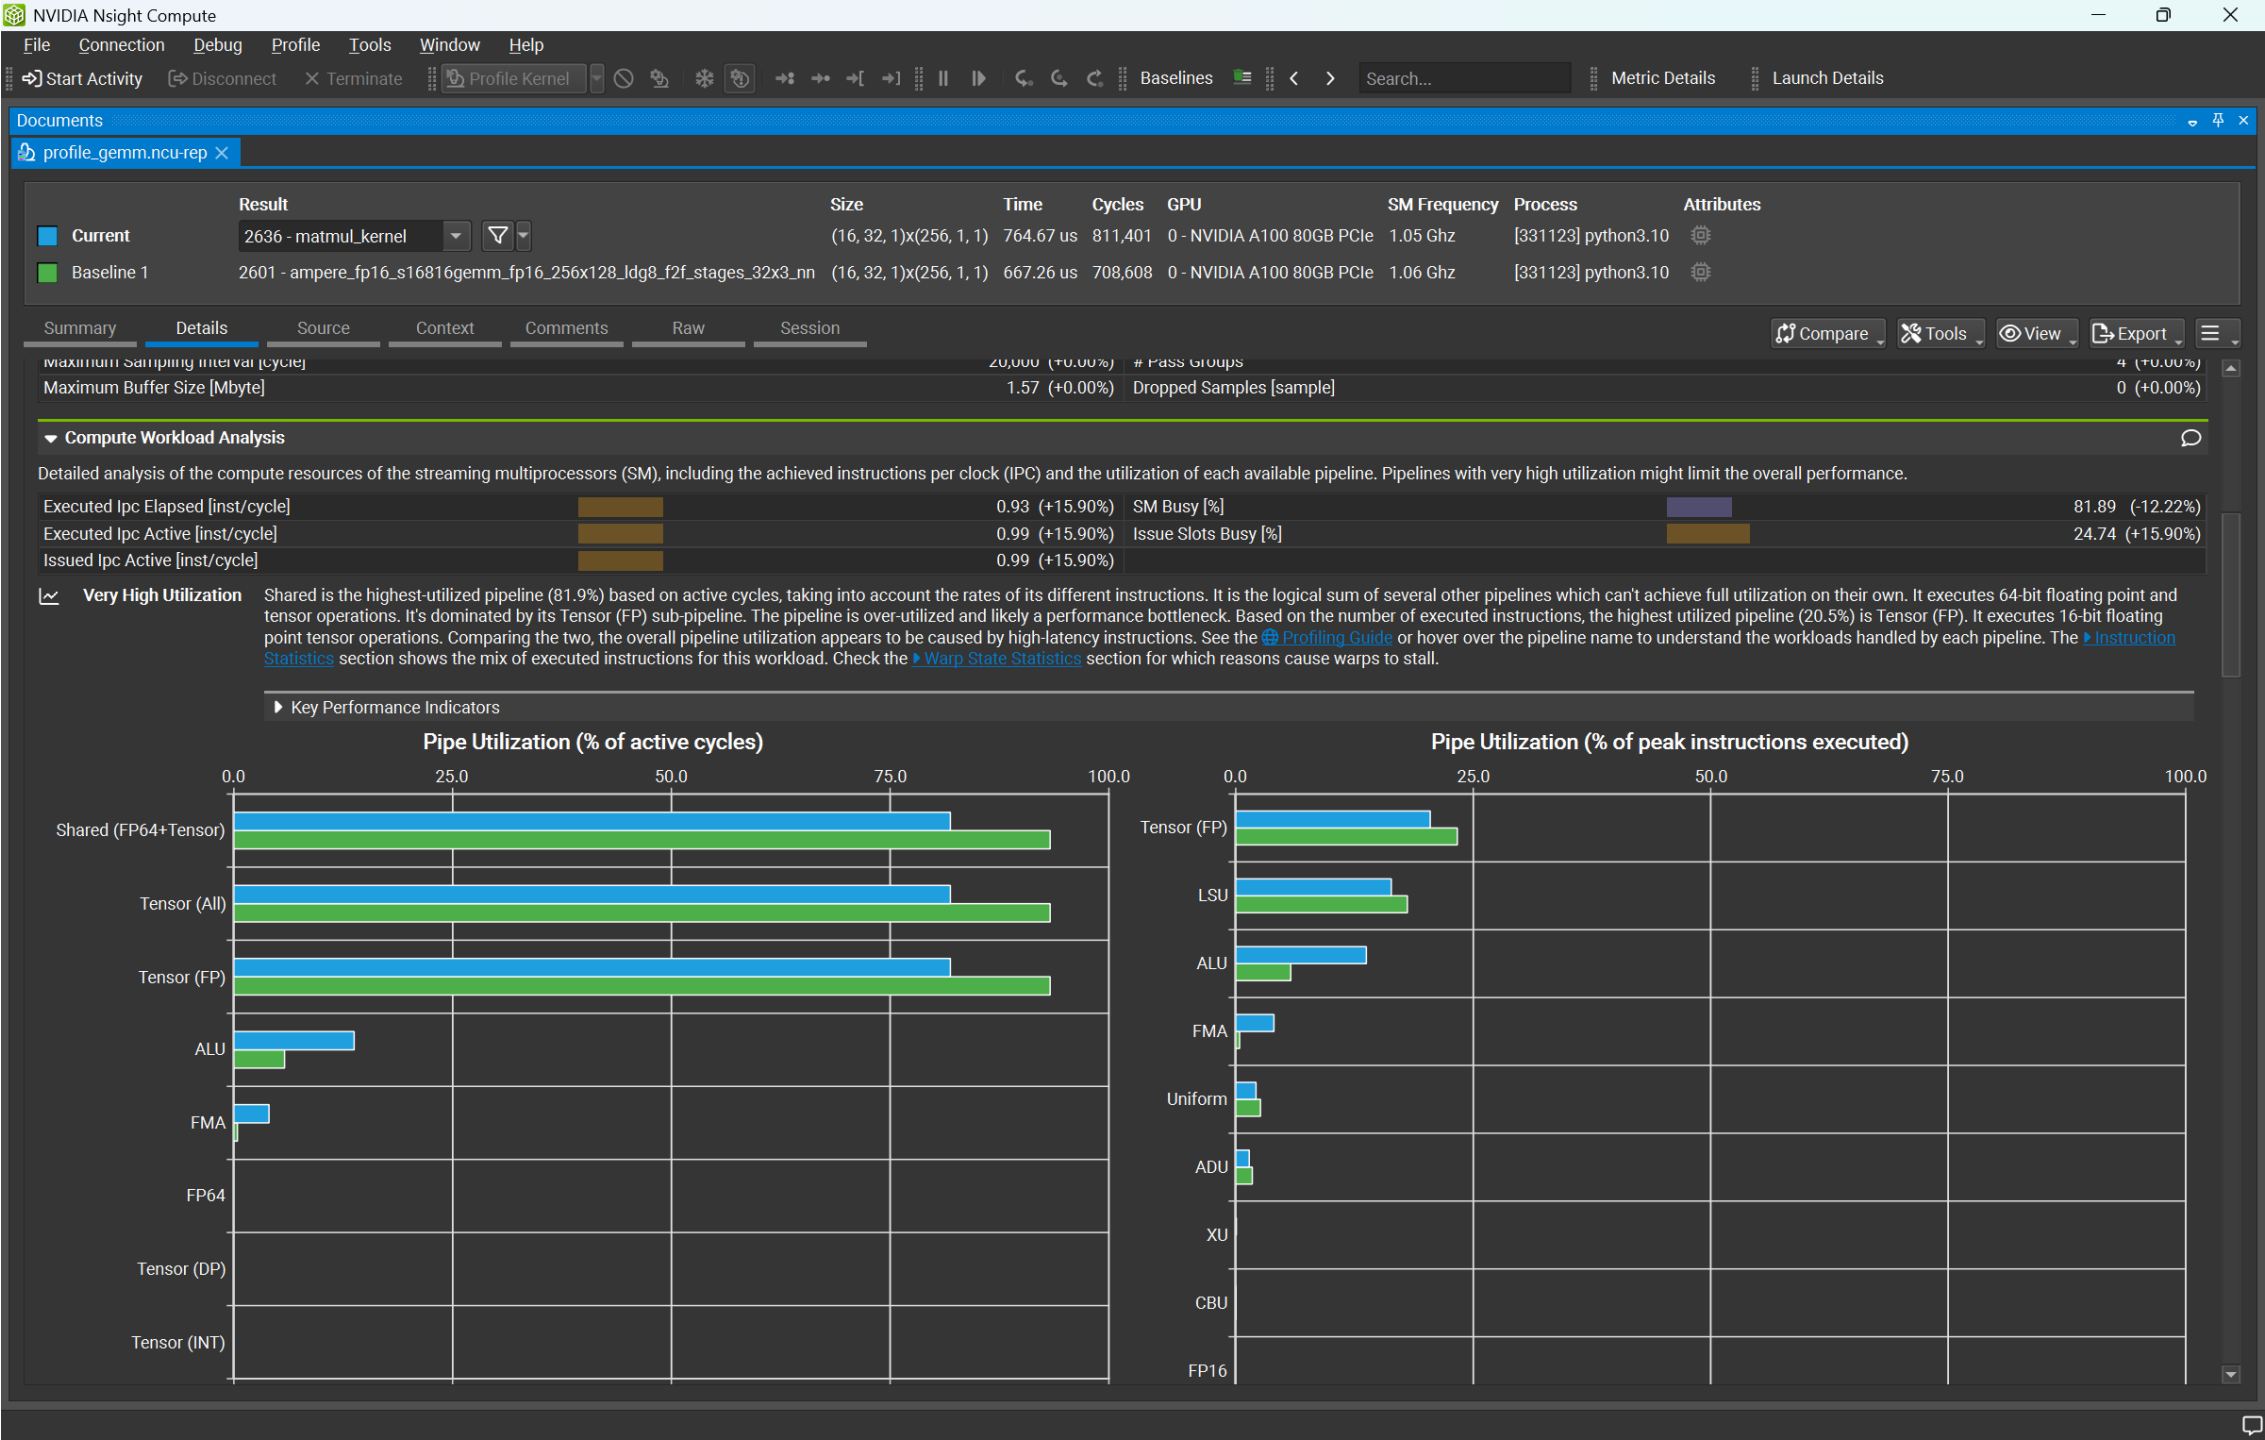 NVIDIA Nsight Compute
File Connection Debug Profile Tools Window Help
Start Activity Disconnect Terminate Profile Kernel Baselines Search... Metric Details Launch Details
Documents
profile_gemm.ncu-rep
Result Size Time Cycles GPU SM Frequency Process Attributes
Current 2636 - matmul_kernel (16, 32, 1)x(256, 1, 1) 764.67 us 811,401 0 - NVIDIA A100 80GB PCIe 1.05 Ghz [331123] python3.10
Baseline 1 2601 - ampere_fp16_s16816gemm_fp16_256x128_ldg8_f2f_stages_32x3_nn (16, 32, 1)x(256, 1, 1) 667.26 us 708,608 0 - NVIDIA A100 80GB PCIe 1.06 Ghz [331123] python3.10
Summary Details Source Context Comments Raw Session Compare Tools View Export
Maximum Sampling Interval [cycle] 20,000 (+0.00%) # Pass Groups 4 (+0.00%)
Maximum Buffer Size [Mbyte] 1.57 (+0.00%) Dropped Samples [sample] 0 (+0.00%)
Compute Workload Analysis
Detailed analysis of the compute resources of the streaming multiprocessors (SM), including the achieved instructions per clock (IPC) and the utilization of each available pipeline. Pipelines with very high utilization might limit the overall performance.
Executed Ipc Elapsed [inst/cycle] 0.93 (+15.90%) SM Busy [%] 81.89 (-12.22%)
Executed Ipc Active [inst/cycle] 0.99 (+15.90%) Issue Slots Busy [%] 24.74 (+15.90%)
Issued Ipc Active [inst/cycle] 0.99 (+15.90%)
Very High Utilization Shared is the highest-utilized pipeline (81.9%) based on active cycles, taking into account the rates of its different instructions. It is the logical sum of several other pipelines which can't achieve full utilization on their own. It executes 64-bit floating point and
tensor operations. It's dominated by its Tensor (FP) sub-pipeline. The pipeline is over-utilized and likely a performance bottleneck. Based on the number of executed instructions, the highest utilized pipeline (20.5%) is Tensor (FP). It executes 16-bit floating
point tensor operations. Comparing the two, the overall pipeline utilization appears to be caused by high-latency instructions. See the Profiling Guide or hover over the pipeline name to understand the workloads handled by each pipeline. The Instruction
Statistics section shows the mix of executed instructions for this workload. Check the Warp State Statistics section for which reasons cause warps to stall.
Key Performance Indicators
Pipe Utilization (% of active cycles)
0.0 25.0 50.0 75.0 100.0
Shared (FP64+Tensor)
Tensor (All)
Tensor (FP)
ALU
FMA
FP64
Tensor (DP)
Tensor (INT)
Pipe Utilization (% of peak instructions executed)
0.0 25.0 50.0 75.0 100.0
Tensor (FP)
LSU
ALU
FMA
Uniform
ADU
XU
CBU
FP16